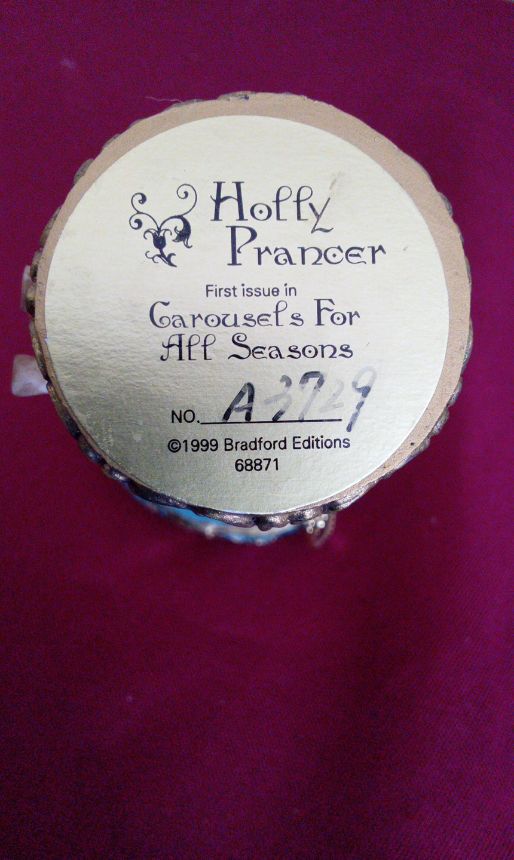 Holly
Prancer
First issue in
Carousels For
All Seasons
NO. A3729
©1999 Bradford Editions
68871